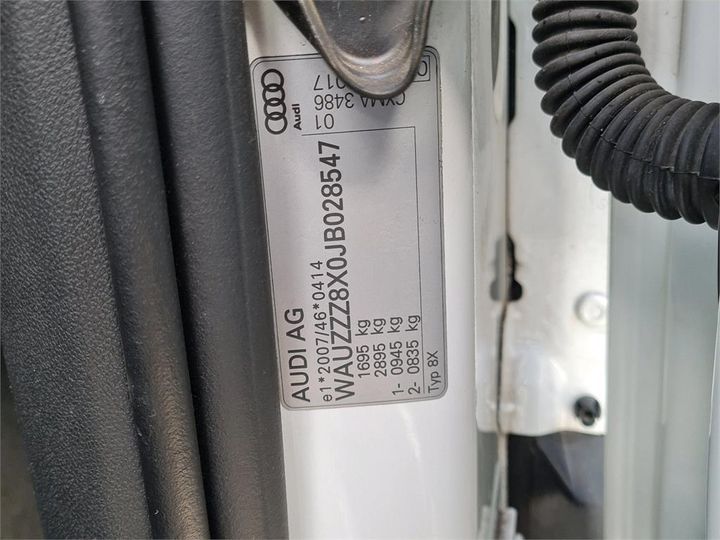 AUDI AG
e1*2007/46*0414
WAUZZZ8X0JB028547
1695 kg
2895 kg
1- 0945 kg
2- 0835 kg
Typ 8X
Audi
01
CXMA 3486